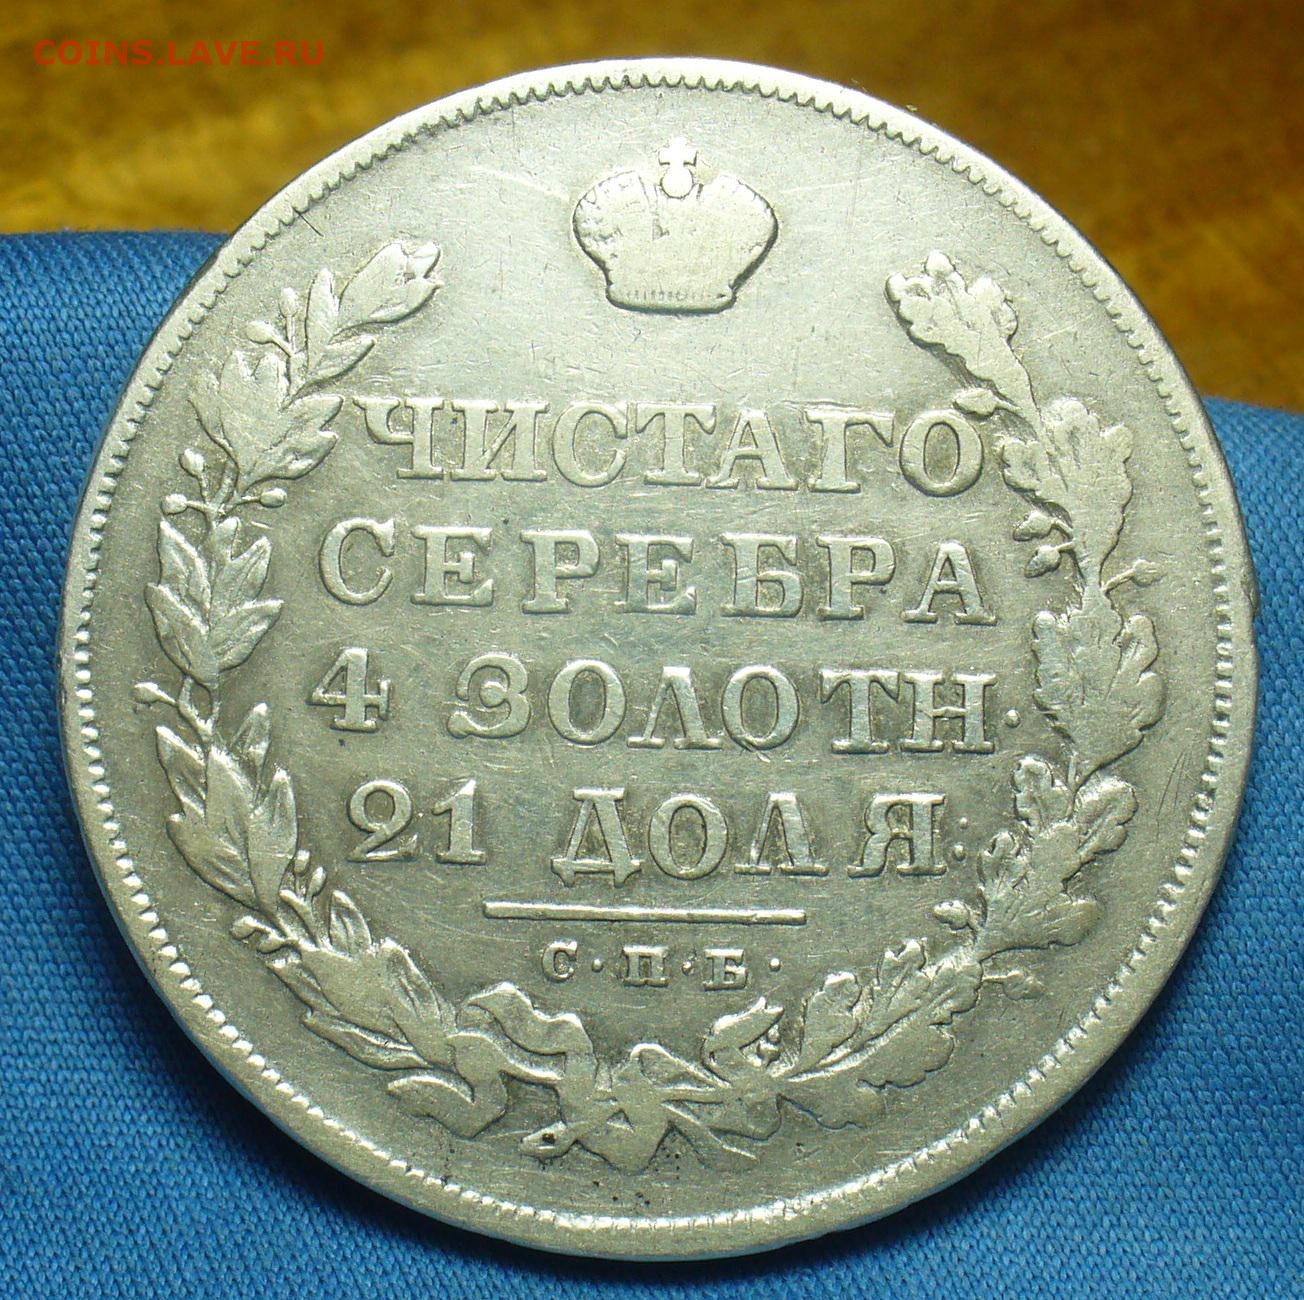 COINS.LAVE.RU
ЧИСТАГО
СЕРЕБРА
4 ЗОЛОТН.
21 ДОЛЯ:
С·П·Б·